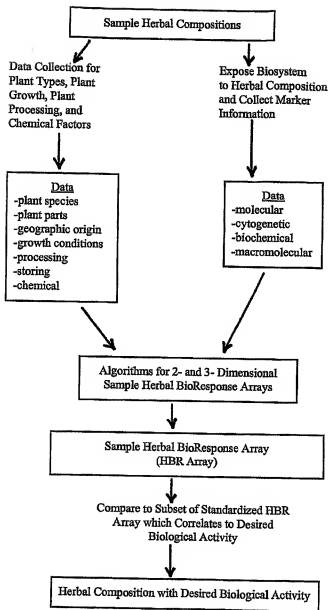 Sample Herbal Compositions
Data Collection for
Plant Types, Plant
Growth, Plant
Processing, and
Chemical Factors
Expose Biosystem
to Herbal Composition
and Collect Marker
Information
Data
-plant species
-plant parts
-geographic origin
-growth conditions
-processing
-storing
-chemical
Data
-molecular
-cytogenetic
-biochemical
-macromolecular
Algorithms for 2- and 3- Dimensional
Sample Herbal BioResponse Arrays
Sample Herbal BioResponse Array
(HBR Array)
Compare to Subset of Standardized HBR
Array which Correlates to Desired
Biological Activity
Herbal Composition with Desired Biological Activity